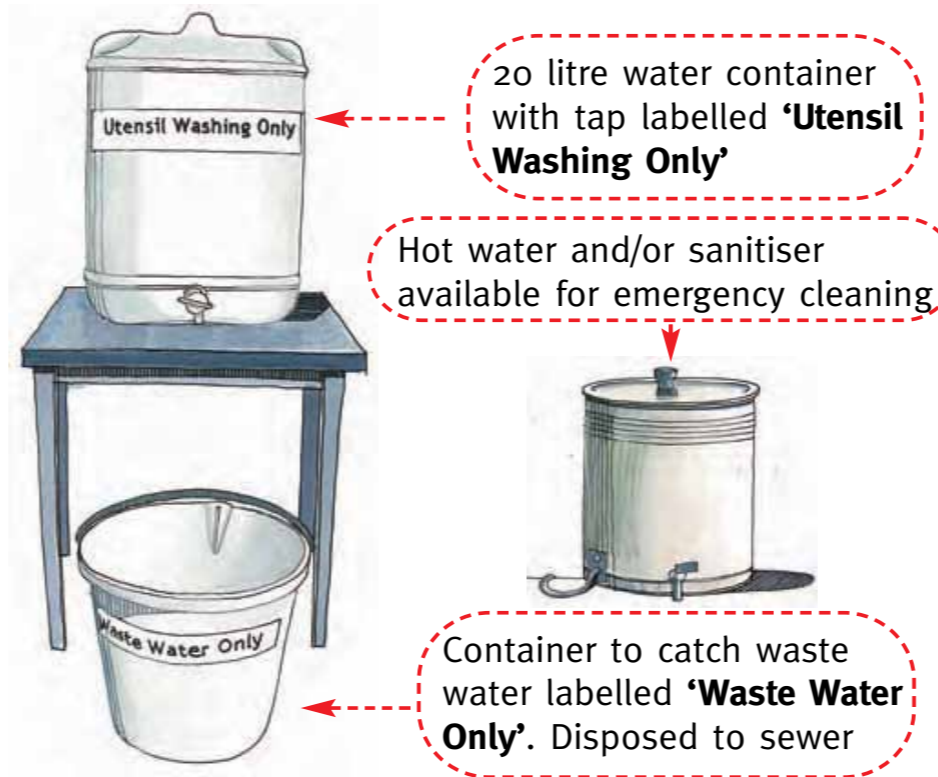 Utensil Washing Only
20 litre water container
with tap labelled ‘Utensil
Washing Only’
Hot water and/or sanitiser
available for emergency cleaning
Waste Water Only
Container to catch waste
water labelled ‘Waste Water
Only’. Disposed to sewer